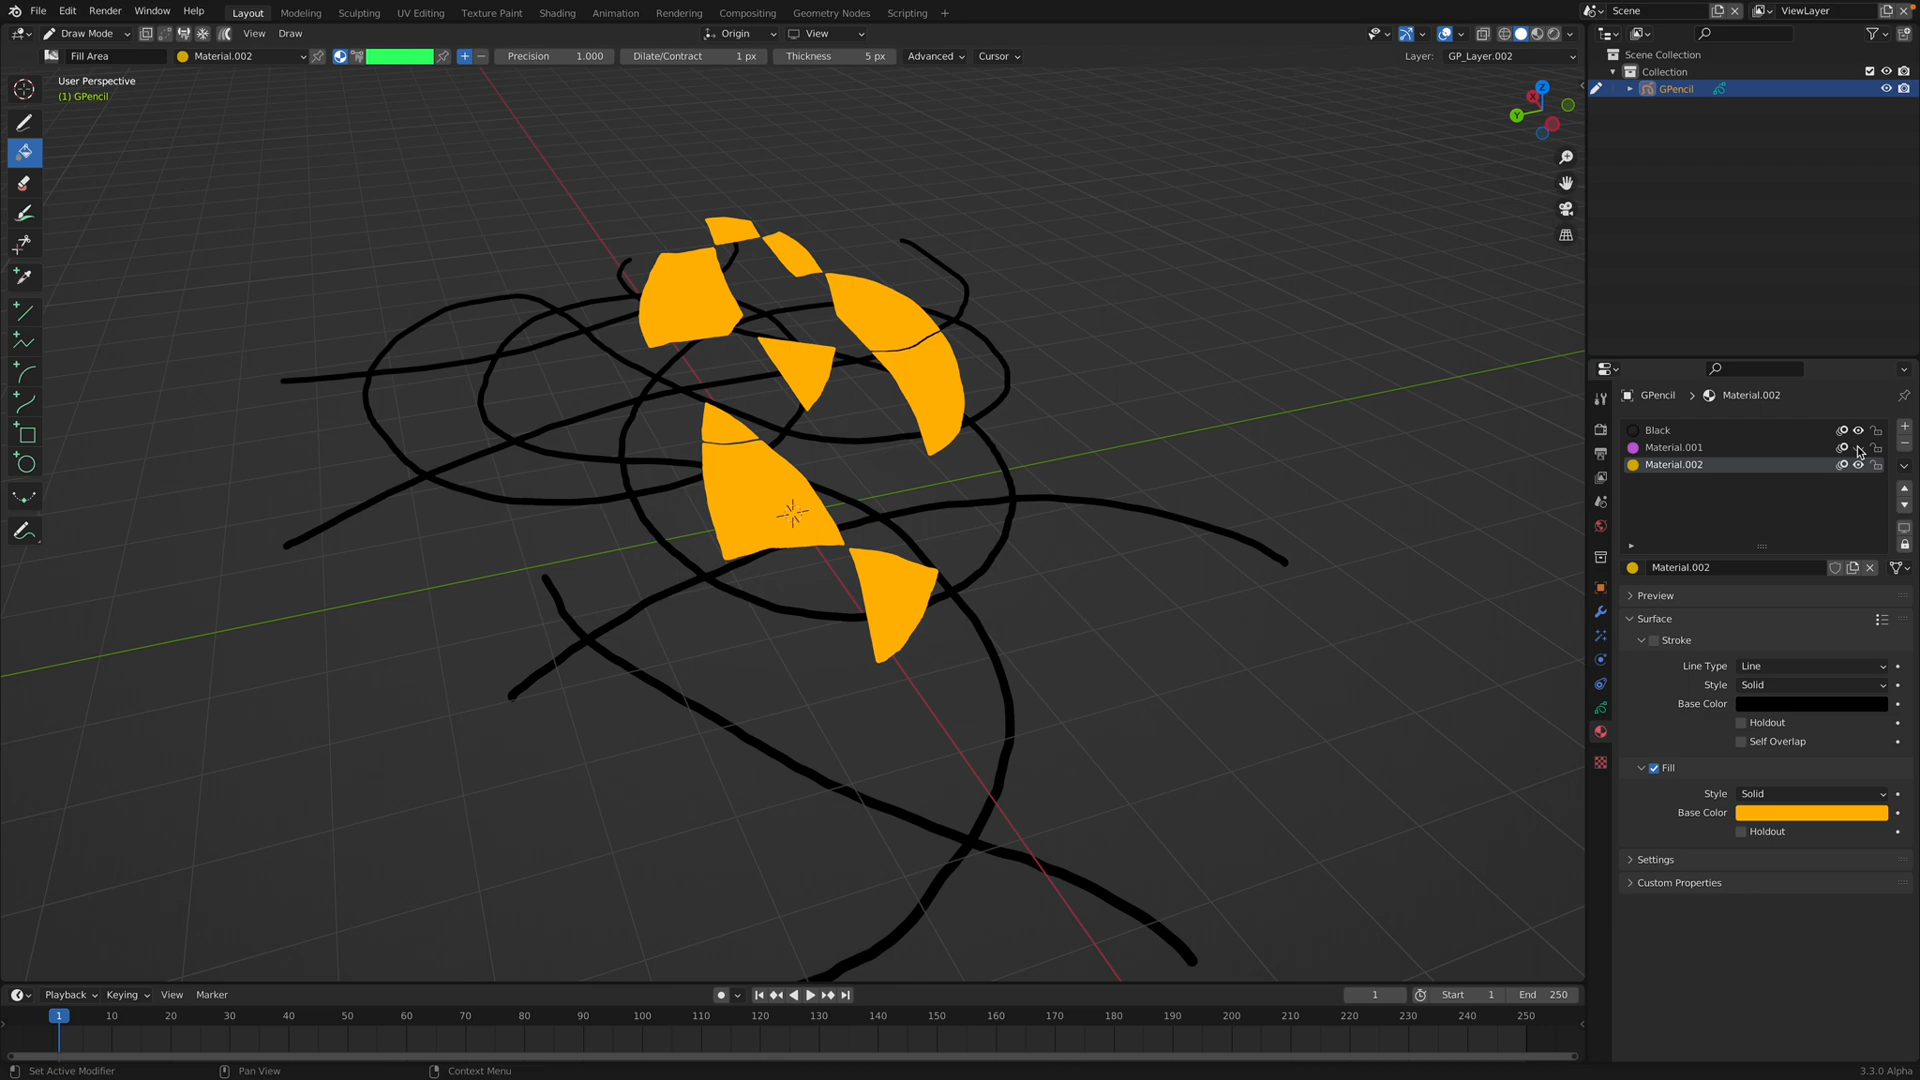 File Edit Render Window Help Layout Modeling Sculpting UV Editing Texture Paint Shading Animation Rendering Compositing Geometry Nodes Scripting + Scene ViewLayer
Draw Mode View Draw Origin View
Fill Area Material.002 Precision 1.000 Dilate/Contract 1 px Thickness 5 px Advanced Cursor Layer: GP_Layer.002
Scene Collection
Collection
GPencil
User Perspective
(1) GPencil
Z
X
Y
GPencil > Material.002
Black
Material.001
Material.002
Material.002
Preview
Surface
Stroke
Line Type Line
Style Solid
Base Color
Holdout
Self Overlap
Fill
Style Solid
Base Color
Holdout
Settings
Custom Properties
Playback Keying View Marker 1 Start 1 End 250
1 10 20 30 40 50 60 70 80 90 100 110 120 130 140 150 160 170 180 190 200 210 220 230 240 250
Set Active Modifier Pan View Context Menu 3.3.0 Alpha